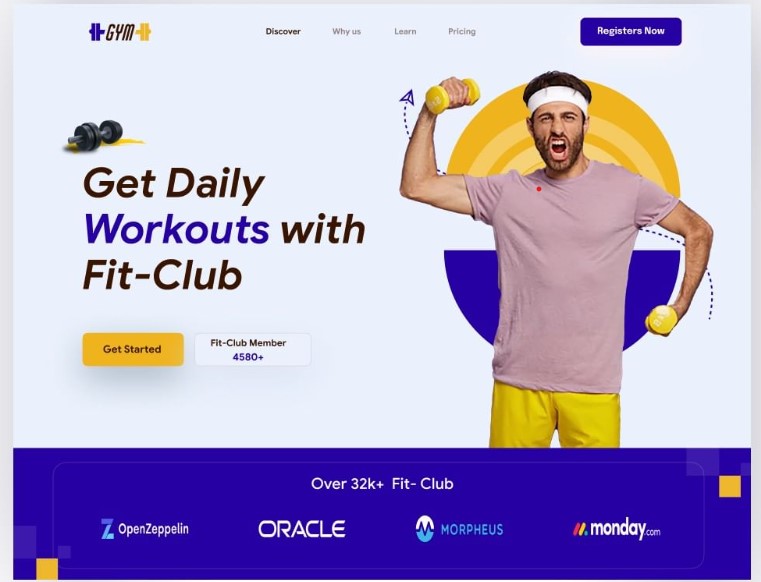 GYM
Discover
Why us
Learn
Pricing
Registers Now
Get Daily
Workouts with
Fit-Club
Get Started
Fit-Club Member
4580+
Over 32k+ Fit- Club
OpenZeppelin
ORACLE
MORPHEUS
monday.com